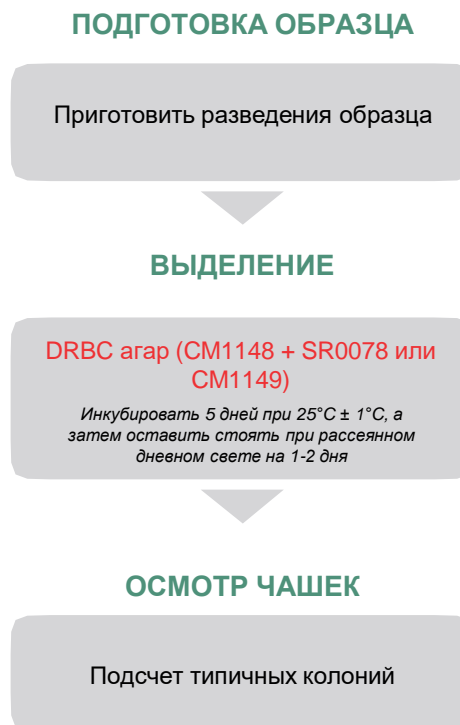 ПОДГОТОВКА ОБРАЗЦА
Приготовить разведения образца
ВЫДЕЛЕНИЕ
DRBC агар (CM1148 + SR0078 или
CM1149)
Инкубировать 5 дней при 25°C ± 1°C, а
затем оставить стоять при рассеянном
дневном свете на 1-2 дня
ОСМОТР ЧАШЕК
Подсчет типичных колоний